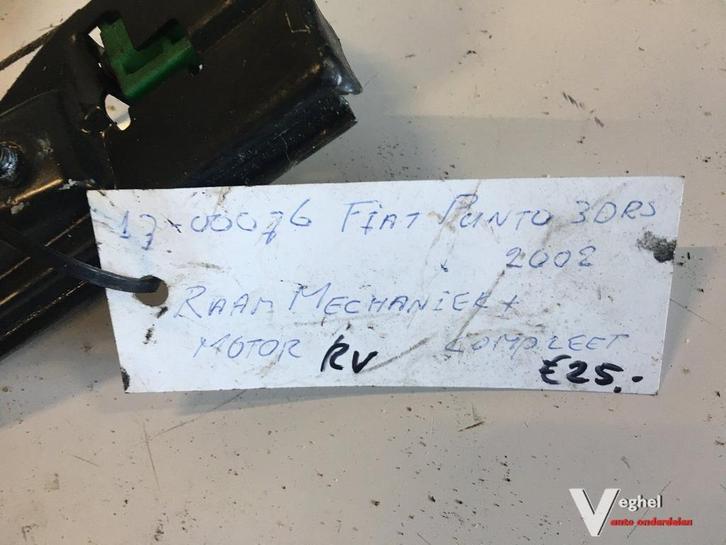 17-00076 FiAT PUNTO 3DRS
2002
RAAM MECHANIEK +
MOTOR RV COMPLEET
€25.-
Veghel
auto onderdelen